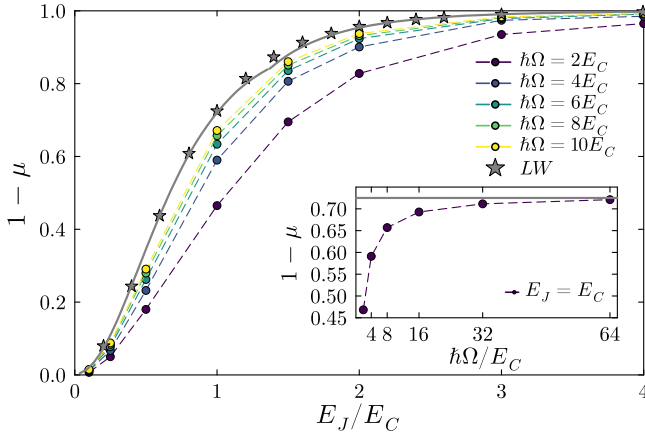 1.0
0.8
0.6
0.4
0.2
0.0
1 − μ
0 1 2 3 4
E_J/E_C
ℏΩ = 2E_C
ℏΩ = 4E_C
ℏΩ = 6E_C
ℏΩ = 8E_C
ℏΩ = 10E_C
LW
0.70
0.65
0.60
0.55
0.50
0.45
1 − μ
E_J = E_C
4 8 16 32 64
ℏΩ/E_C